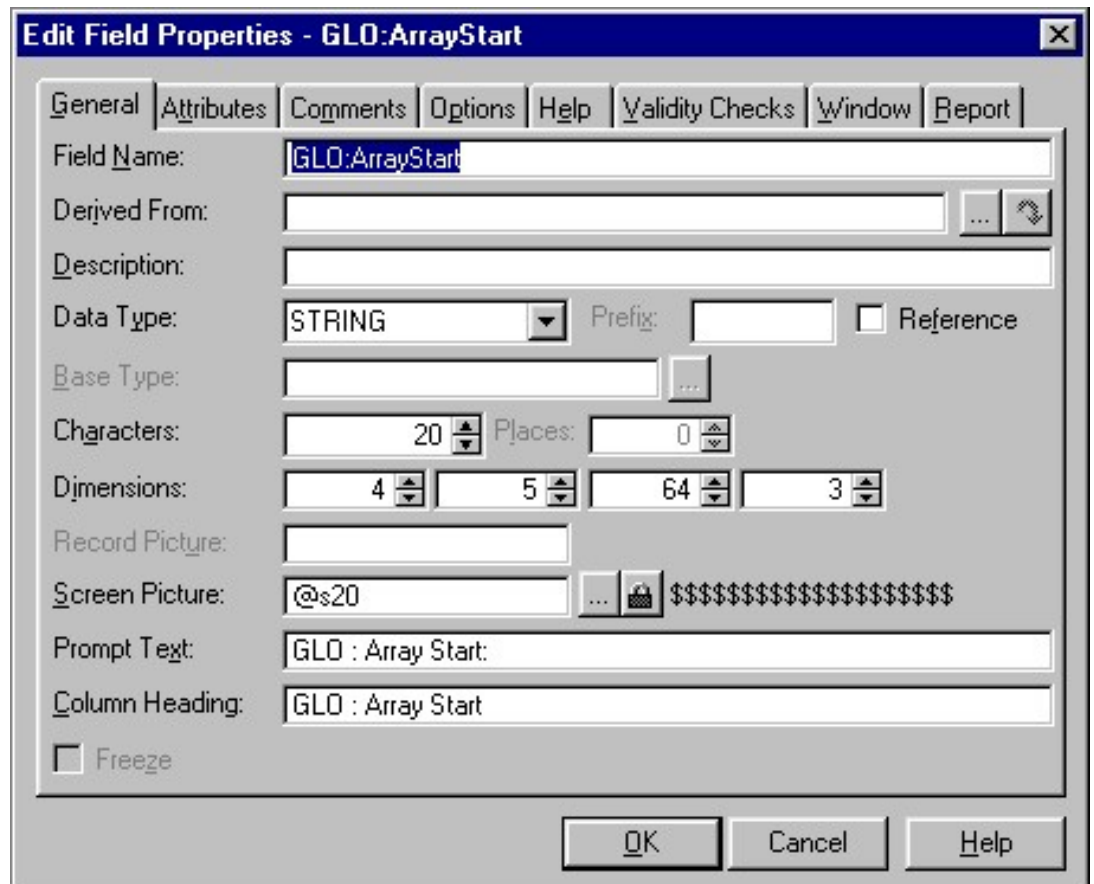 Edit Field Properties - GLO:ArrayStart
General Attributes Comments Options Help Validity Checks Window Report
Field Name: GLO:ArrayStart
Derived From: ...
Description:
Data Type: STRING Prefix: Reference
Base Type: ...
Characters: 20 Places: 0
Dimensions: 4 5 64 3
Record Picture:
Screen Picture: @s20 ... $$$$$$$$$$$$$$$$$$$$
Prompt Text: GLO : Array Start:
Column Heading: GLO : Array Start
Freeze
OK Cancel Help